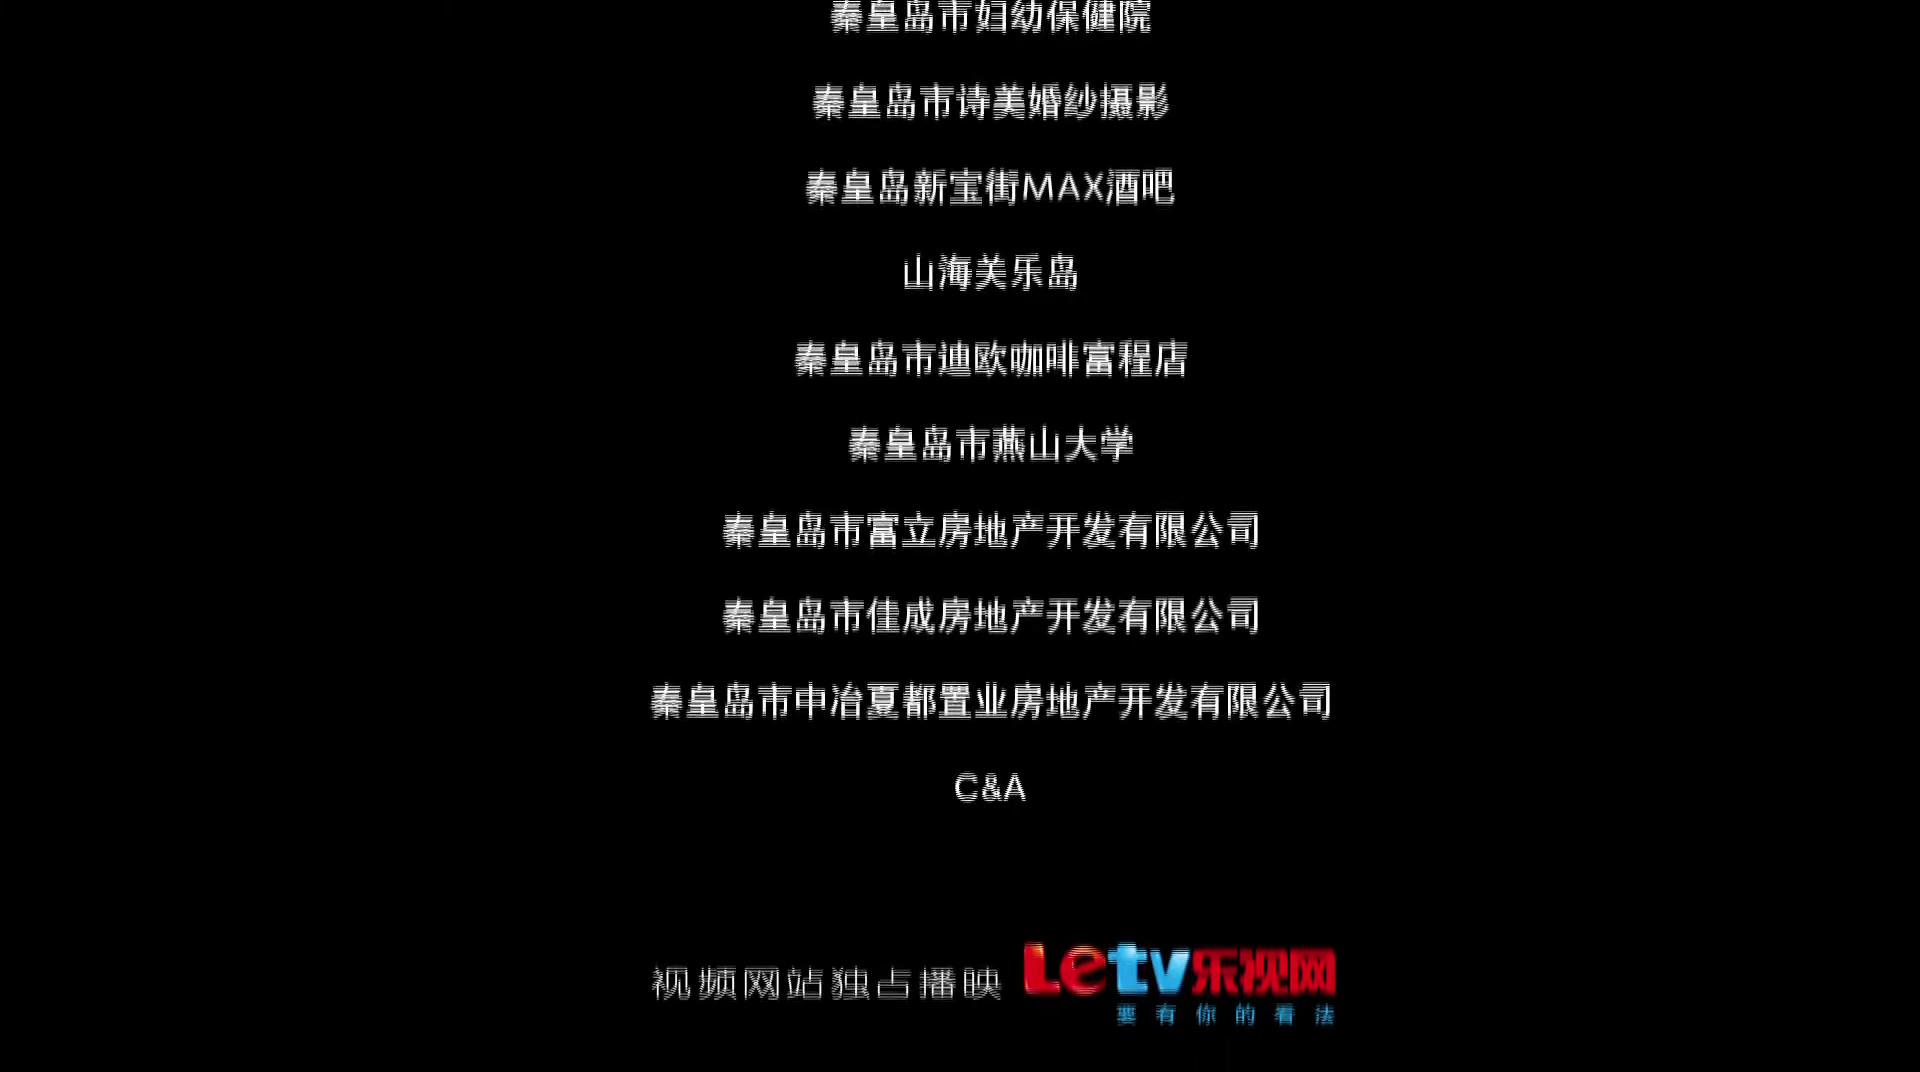 秦皇岛市妇幼保健院
秦皇岛市诗美婚纱摄影
秦皇岛新宝街MAX酒吧
山海关乐岛
秦皇岛市迪欧咖啡富程店
秦皇岛市燕山大学
秦皇岛市富立房地产开发有限公司
秦皇岛市佳成房地产开发有限公司
秦皇岛市中冶夏都置业房地产开发有限公司
C&A
视频网站独占播映 Letv乐视网
要有你的看法